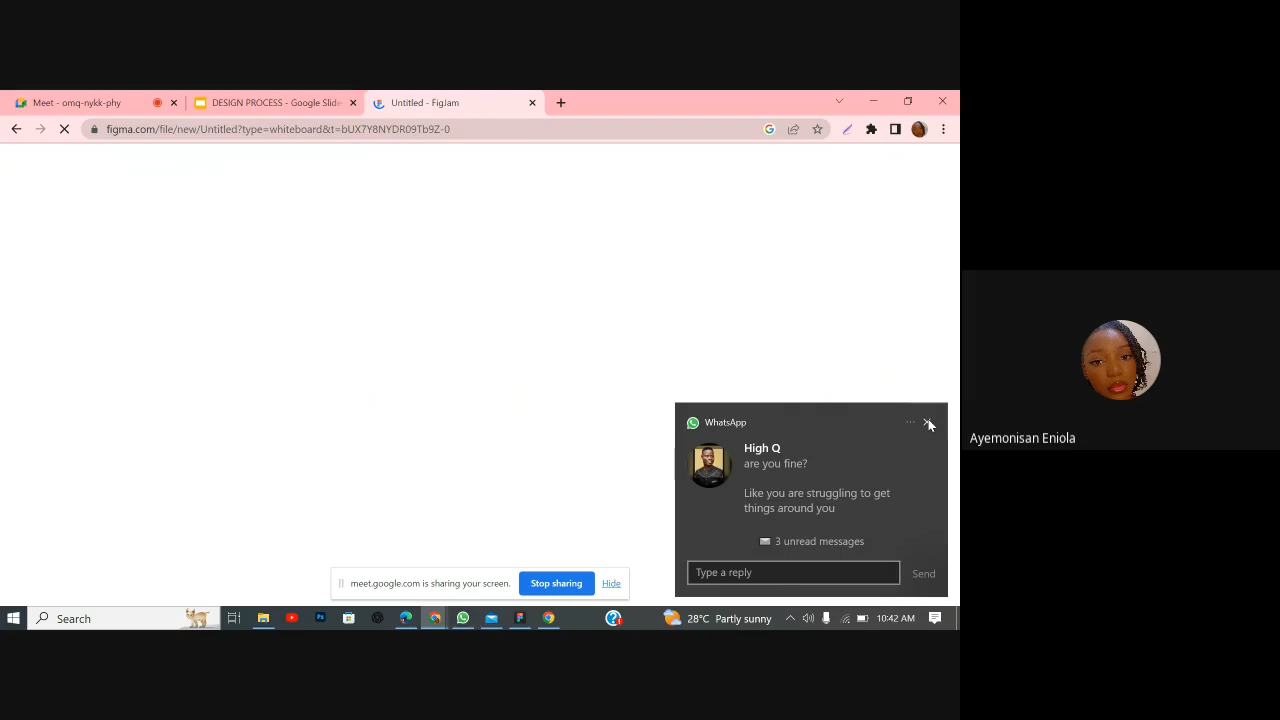 Meet - omq-nykk-phy
DESIGN PROCESS - Google Slide
Untitled - FigJam
figma.com/file/new/Untitled?type=whiteboard&t=bUX7Y8NYDR09Tb9Z-0
WhatsApp
High Q
are you fine?
Like you are struggling to get
things around you
3 unread messages
Type a reply
Send
Ayemonisan Eniola
meet.google.com is sharing your screen.
Stop sharing
Hide
Search
28°C Partly sunny
10:42 AM